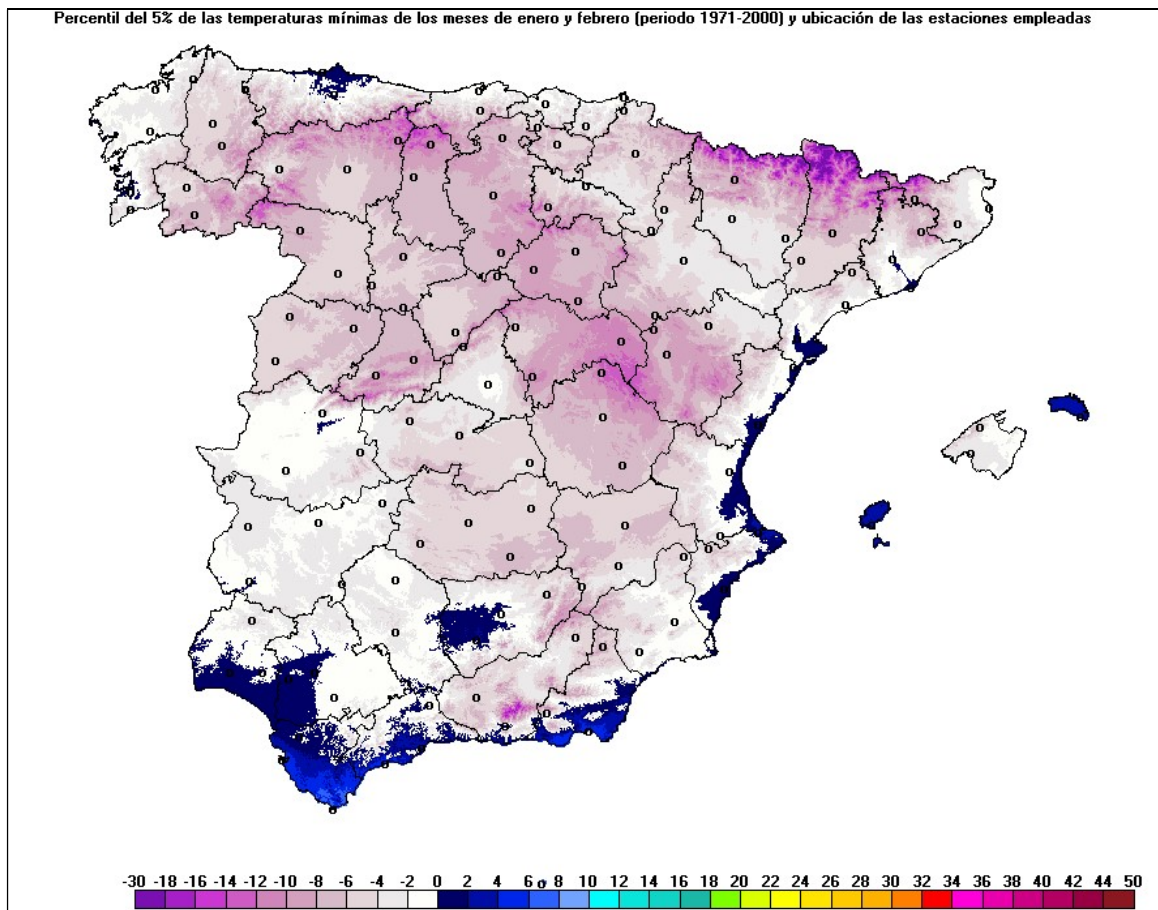 Percentil del 5% de las temperaturas mínimas de los meses de enero y febrero (periodo 1971-2000) y ubicación de las estaciones empleadas
-30 -18 -16 -14 -12 -10 -8 -6 -4 -2 0 2 4 6 8 10 12 14 16 18 20 22 24 26 28 30 32 34 36 38 40 42 44 50